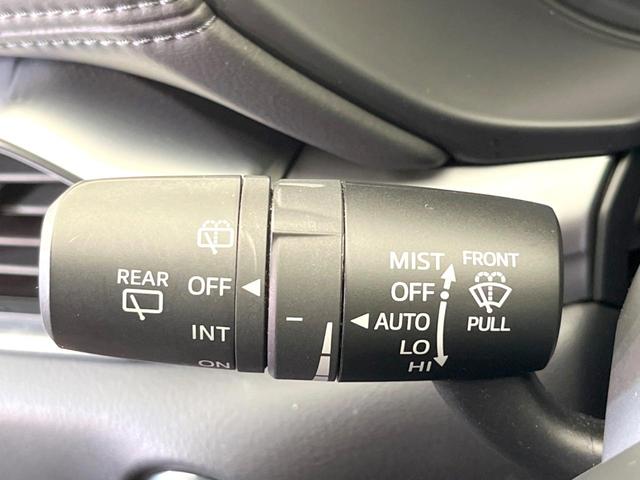 REAR
OFF
INT
ON
MIST
OFF
AUTO
LO
HI
FRONT
PULL